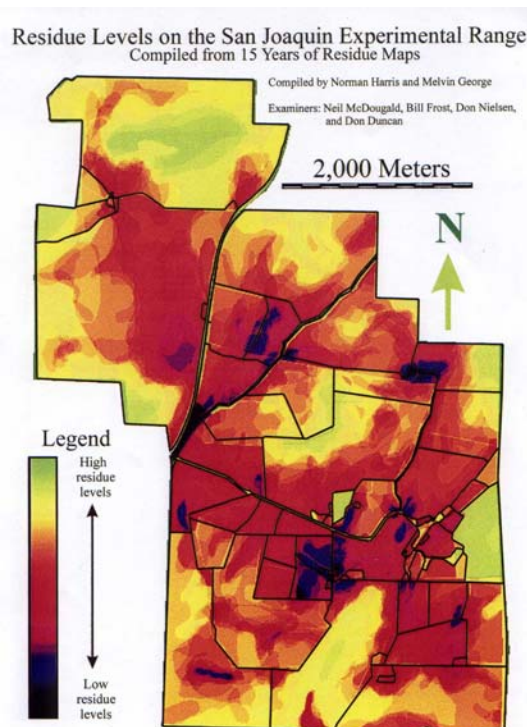 Residue Levels on the San Joaquin Experimental Range
Compiled from 15 Years of Residue Maps
Compiled by Norman Harris and Melvin George
Examiners: Neil McDougald, Bill Frost, Don Nielsen,
and Don Duncan
2,000 Meters
N
Legend
High
residue
levels
Low
residue
levels